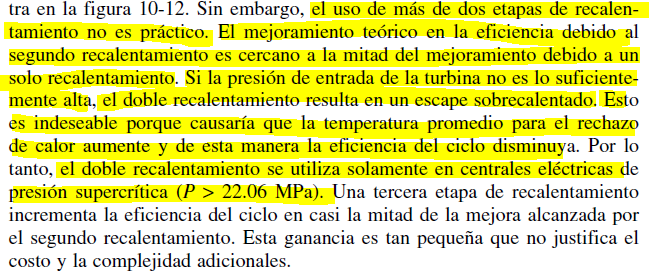 tra en la figura 10-12. Sin embargo, el uso de más de dos etapas de recalen-
tamiento no es práctico. El mejoramiento teórico en la eficiencia debido al
segundo recalentamiento es cercano a la mitad del mejoramiento debido a un
solo recalentamiento. Si la presión de entrada de la turbina no es lo suficiente-
mente alta, el doble recalentamiento resulta en un escape sobrecalentado. Esto
es indeseable porque causaría que la temperatura promedio para el rechazo
de calor aumente y de esta manera la eficiencia del ciclo disminuya. Por lo
tanto, el doble recalentamiento se utiliza solamente en centrales eléctricas de
presión supercrítica (P > 22.06 MPa). Una tercera etapa de recalentamiento
incrementa la eficiencia del ciclo en casi la mitad de la mejora alcanzada por
el segundo recalentamiento. Esta ganancia es tan pequeña que no justifica el
costo y la complejidad adicionales.